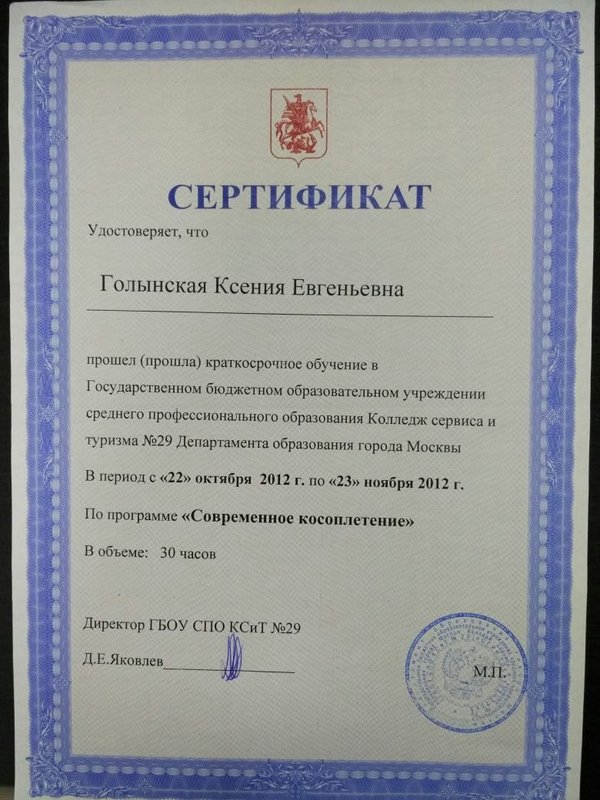 СЕРТИФИКАТ
Удостоверяет, что
Голынская Ксения Евгеньевна
прошел (прошла) краткосрочное обучение в
Государственном бюджетном образовательном учреждении
среднего профессионального образования Колледж сервиса и
туризма №29 Департамента образования города Москвы
В период с «22» октября 2012 г. по «23» ноября 2012 г.
По программе «Современное косоплетение»
В объеме: 30 часов
Директор ГБОУ СПО КСиТ №29
Д.Е.Яковлев
М.П.